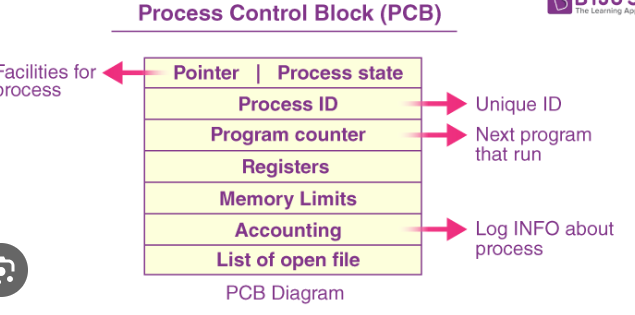 Process Control Block (PCB)
The Learning App
Facilities for
process
Pointer | Process state
Process ID
Unique ID
Program counter
Next program
that run
Registers
Memory Limits
Accounting
Log INFO about
process
List of open file
PCB Diagram